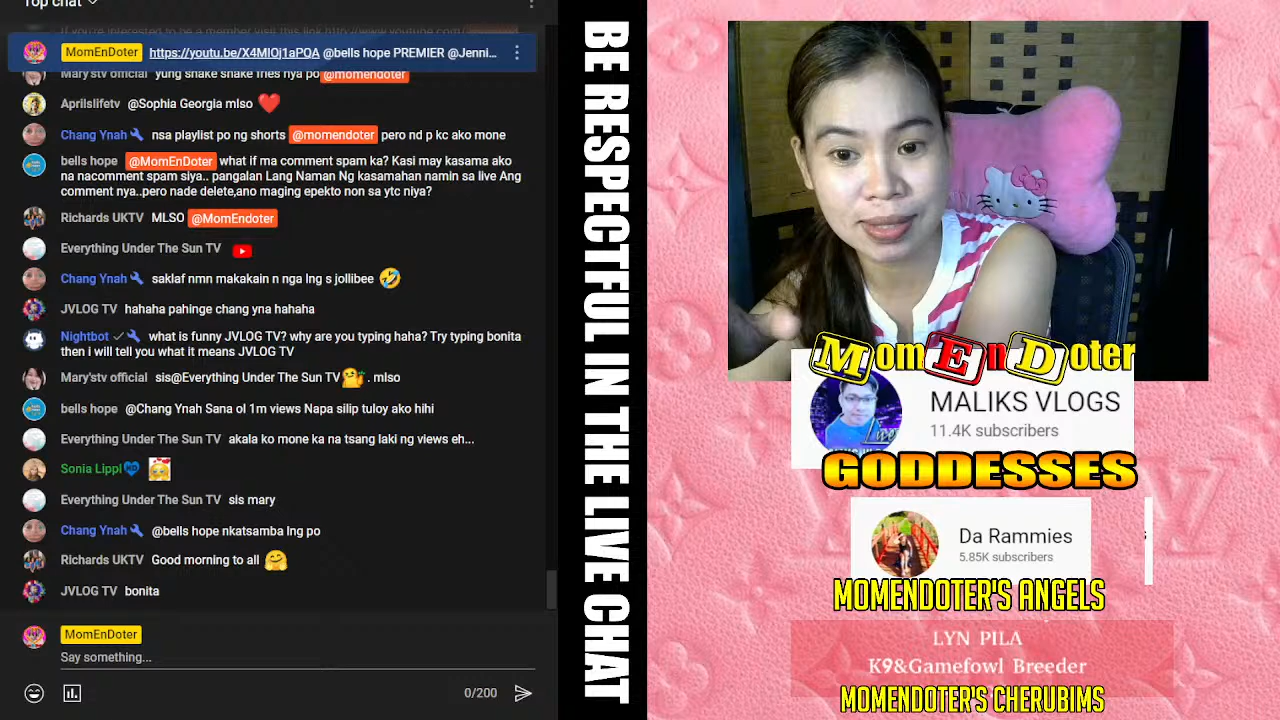 Top chat
MomEnDoter https://youtu.be/X4MlOj1aPQA @bells hope PREMIER @Jenni...
Mary'stv official yung shake shake fries nya po @momendoter
Aprilslifetv @Sophia Georgia mlso
Chang Ynah nsa playlist po ng shorts @momendoter pero nd p kc ako mone
bells hope @MomEnDoter what if ma comment spam ka? Kasi may kasama ako
na nacomment spam siya.. pangalan Lang Naman Ng kasamahan namin sa live Ang
comment nya..pero nade delete,ano maging epekto non sa ytc niya?
Richards UKTV MLSO @MomEndoter
Everything Under The Sun TV
Chang Ynah saklaf nmn makakain n nga lng s jollibee
JVLOG TV hahaha pahinge chang yna hahaha
Nightbot what is funny JVLOG TV? why are you typing haha? Try typing bonita
then i will tell you what it means JVLOG TV
Mary'stv official sis@Everything Under The Sun TV . mlso
bells hope @Chang Ynah Sana ol 1m views Napa silip tuloy ako hihi
Everything Under The Sun TV akala ko none ka na tsang laki ng views eh...
Sonia Lippl
Everything Under The Sun TV sis mary
Chang Ynah @bells hope nkatsamba lng po
Richards UKTV Good morning to all
JVLOG TV bonita
MomEnDoter
Say something...
0/200
BE RESPECTFUL IN THE LIVE CHAT
MomEnDoter
MALIKS VLOGS
11.4K subscribers
GODDESSES
Da Rammies
5.85K subscribers
MOMENDOTER'S ANGELS
LYN PILA
K9&Gamefowl Breeder
MOMENDOTER'S CHERUBIMS